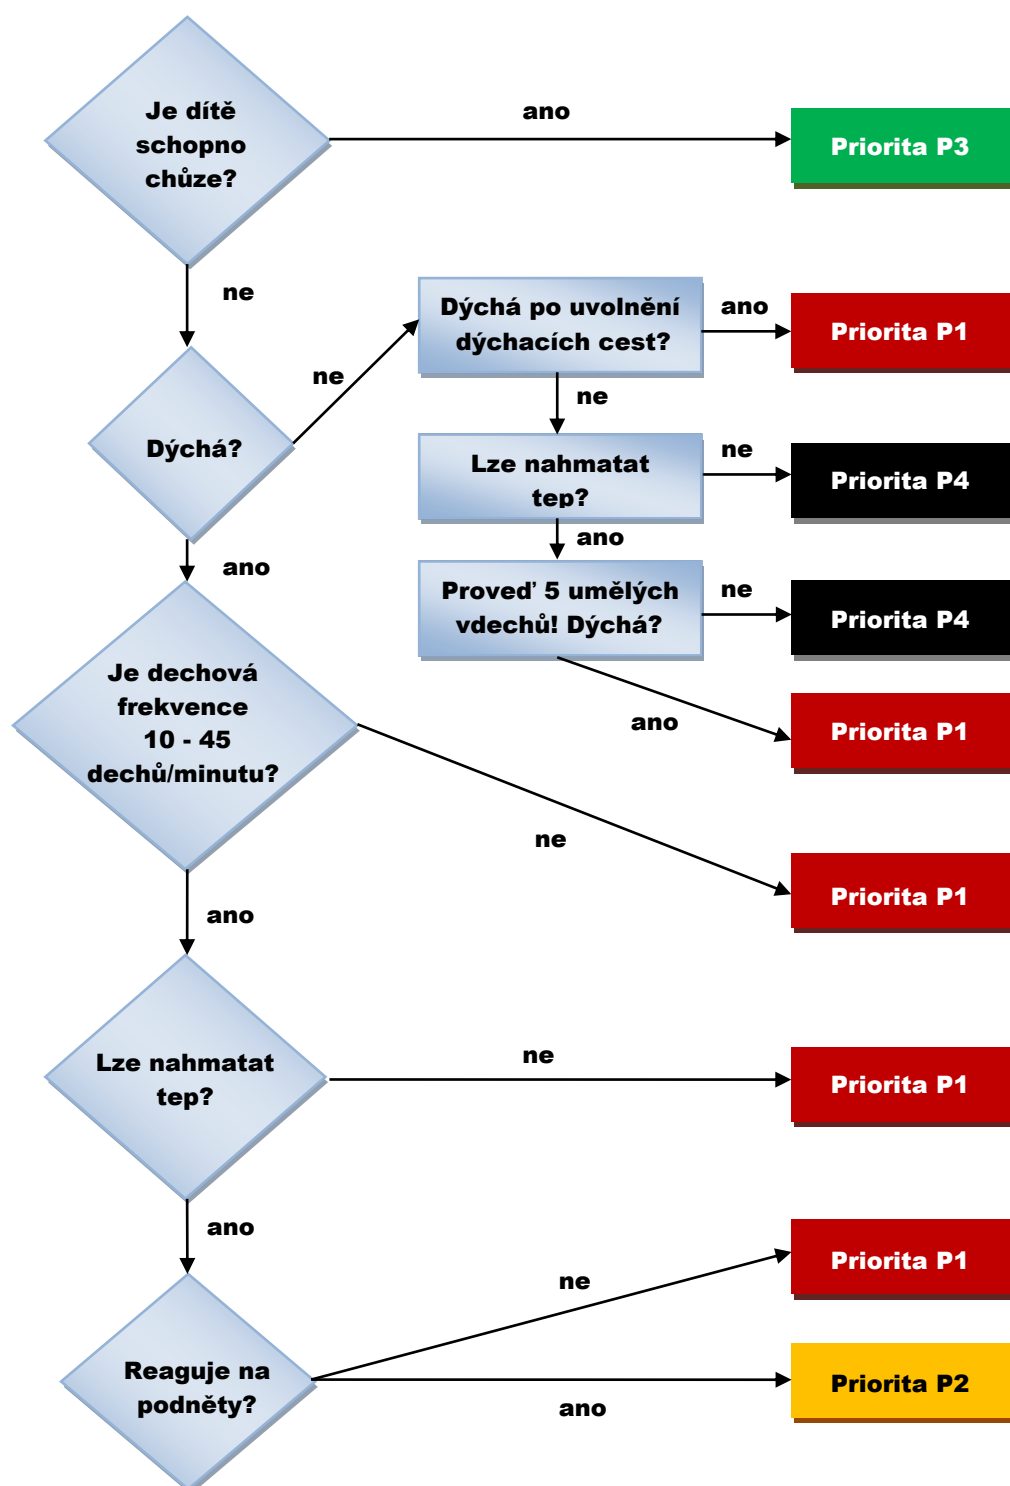 Je dítě
schopno
chůze?
ano
Priorita P3
ne
Dýchá?
ne
Dýchá po uvolnění
dýchacích cest?
ano
Priorita P1
ne
Lze nahmatat
tep?
ne
Priorita P4
ano
Proveď 5 umělých
vdechů! Dýchá?
ne
Priorita P4
ano
Priorita P1
ano
Je dechová
frekvence
10 - 45
dechů/minutu?
ne
Priorita P1
ano
Lze nahmatat
tep?
ne
Priorita P1
ano
Reaguje na
podněty?
ne
Priorita P1
ano
Priorita P2